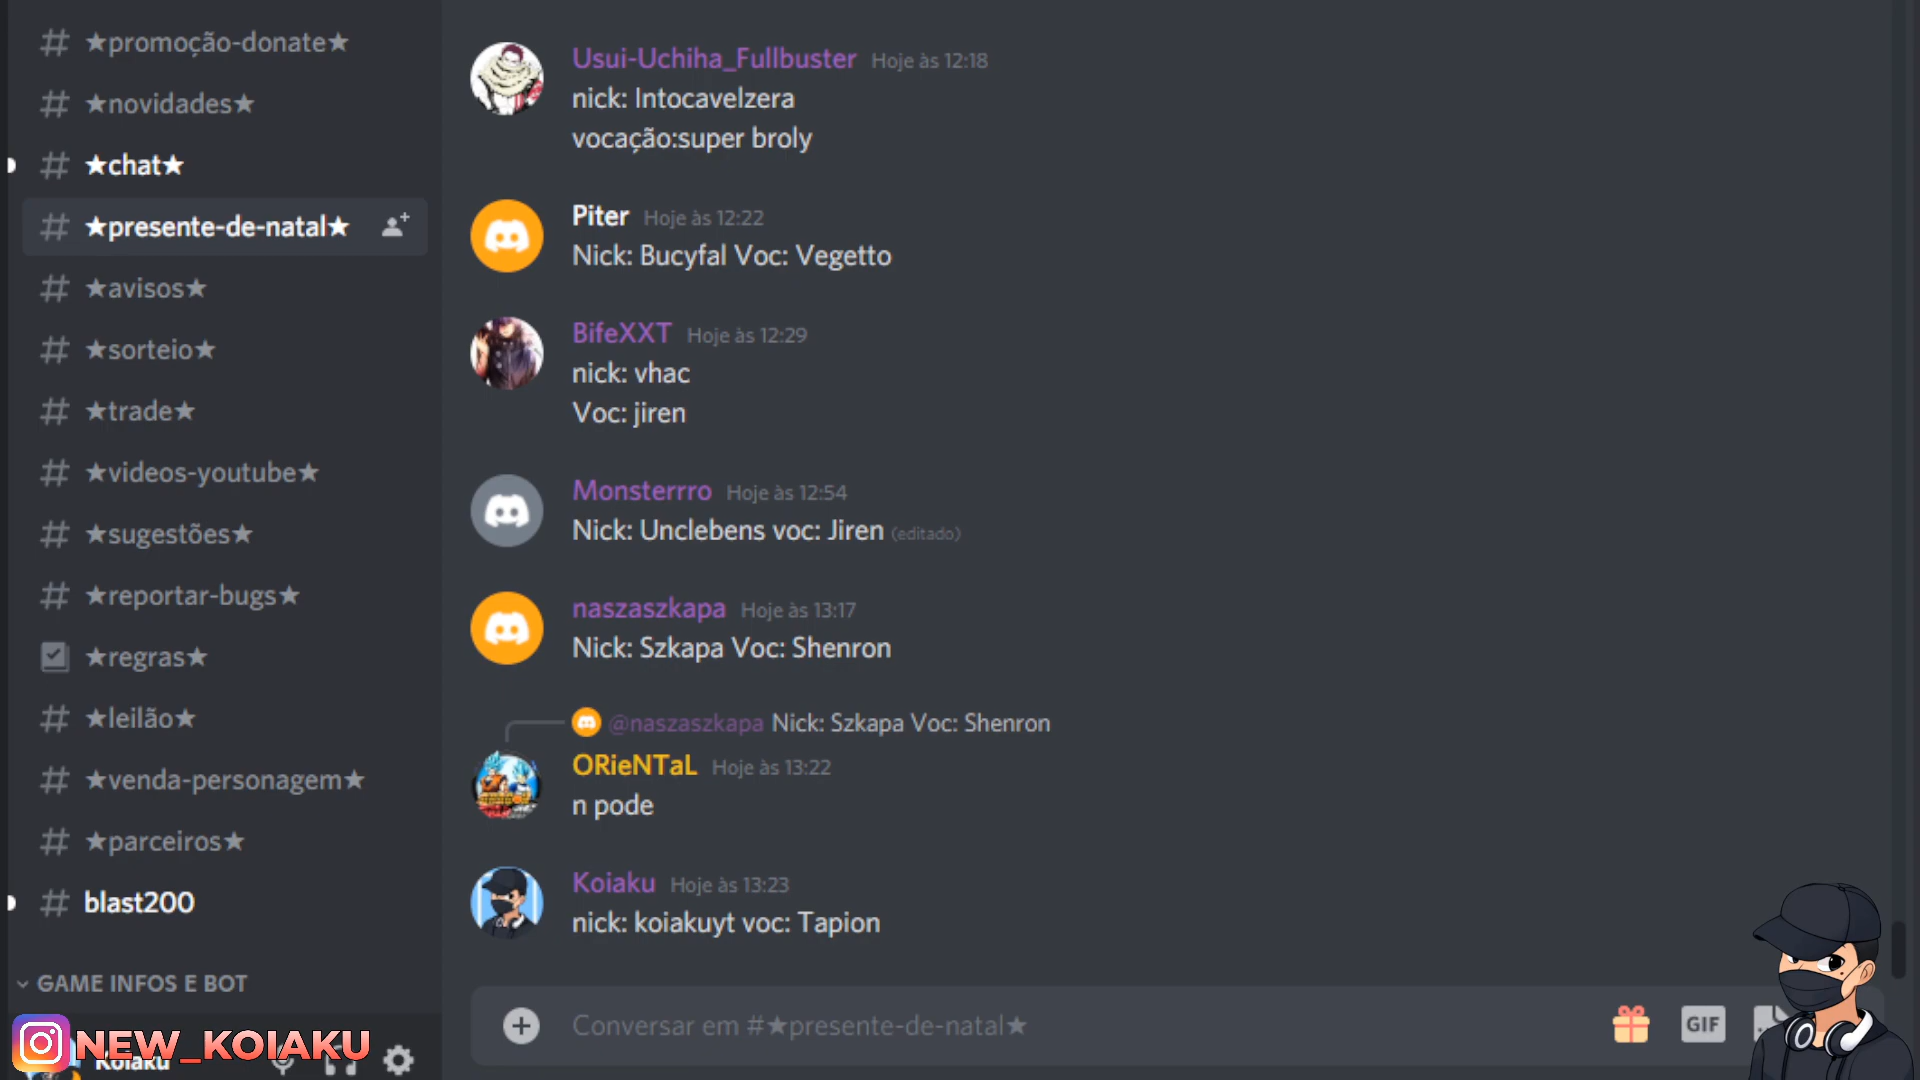 ★promoção-donate★
★novidades★
★chat★
★presente-de-natal★
★avisos★
★sorteio★
★trade★
★videos-youtube★
★sugestões★
★reportar-bugs★
★regras★
★leilão★
★venda-personagem★
★parceiros★
blast200
GAME INFOS E BOT
NEW_KOIAKU
Koiaku
Usui-Uchiha_Fullbuster Hoje às 12:18
nick: Intocavelzera
vocação:super broly
Piter Hoje às 12:22
Nick: Bucyfal Voc: Vegetto
BifeXXT Hoje às 12:29
nick: vhac
Voc: jiren
Monsterrro Hoje às 12:54
Nick: Unclebens voc: Jiren (editado)
naszaszkapa Hoje às 13:17
Nick: Szkapa Voc: Shenron
@naszaszkapa Nick: Szkapa Voc: Shenron
ORieNTaL Hoje às 13:22
n pode
Koiaku Hoje às 13:23
nick: koiakuyt voc: Tapion
Conversar em #★presente-de-natal★
GIF